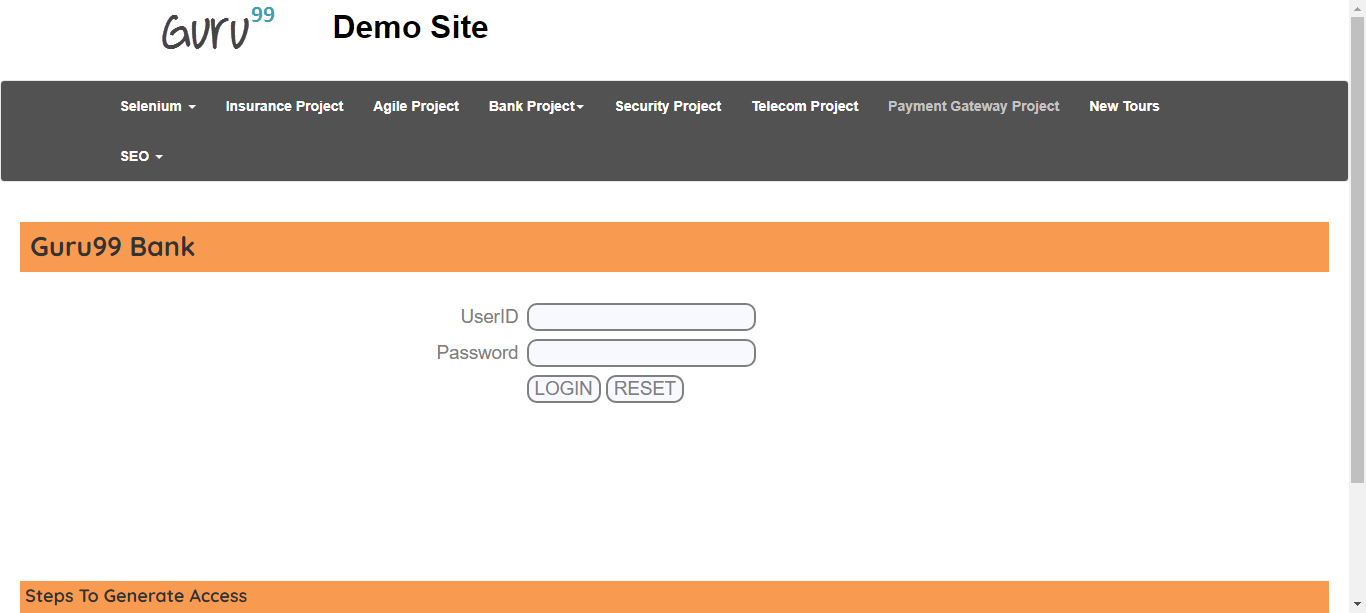 Guru99 Demo Site
Selenium Insurance Project Agile Project Bank Project Security Project Telecom Project Payment Gateway Project New Tours
SEO
Guru99 Bank
UserID
Password
LOGIN RESET
Steps To Generate Access